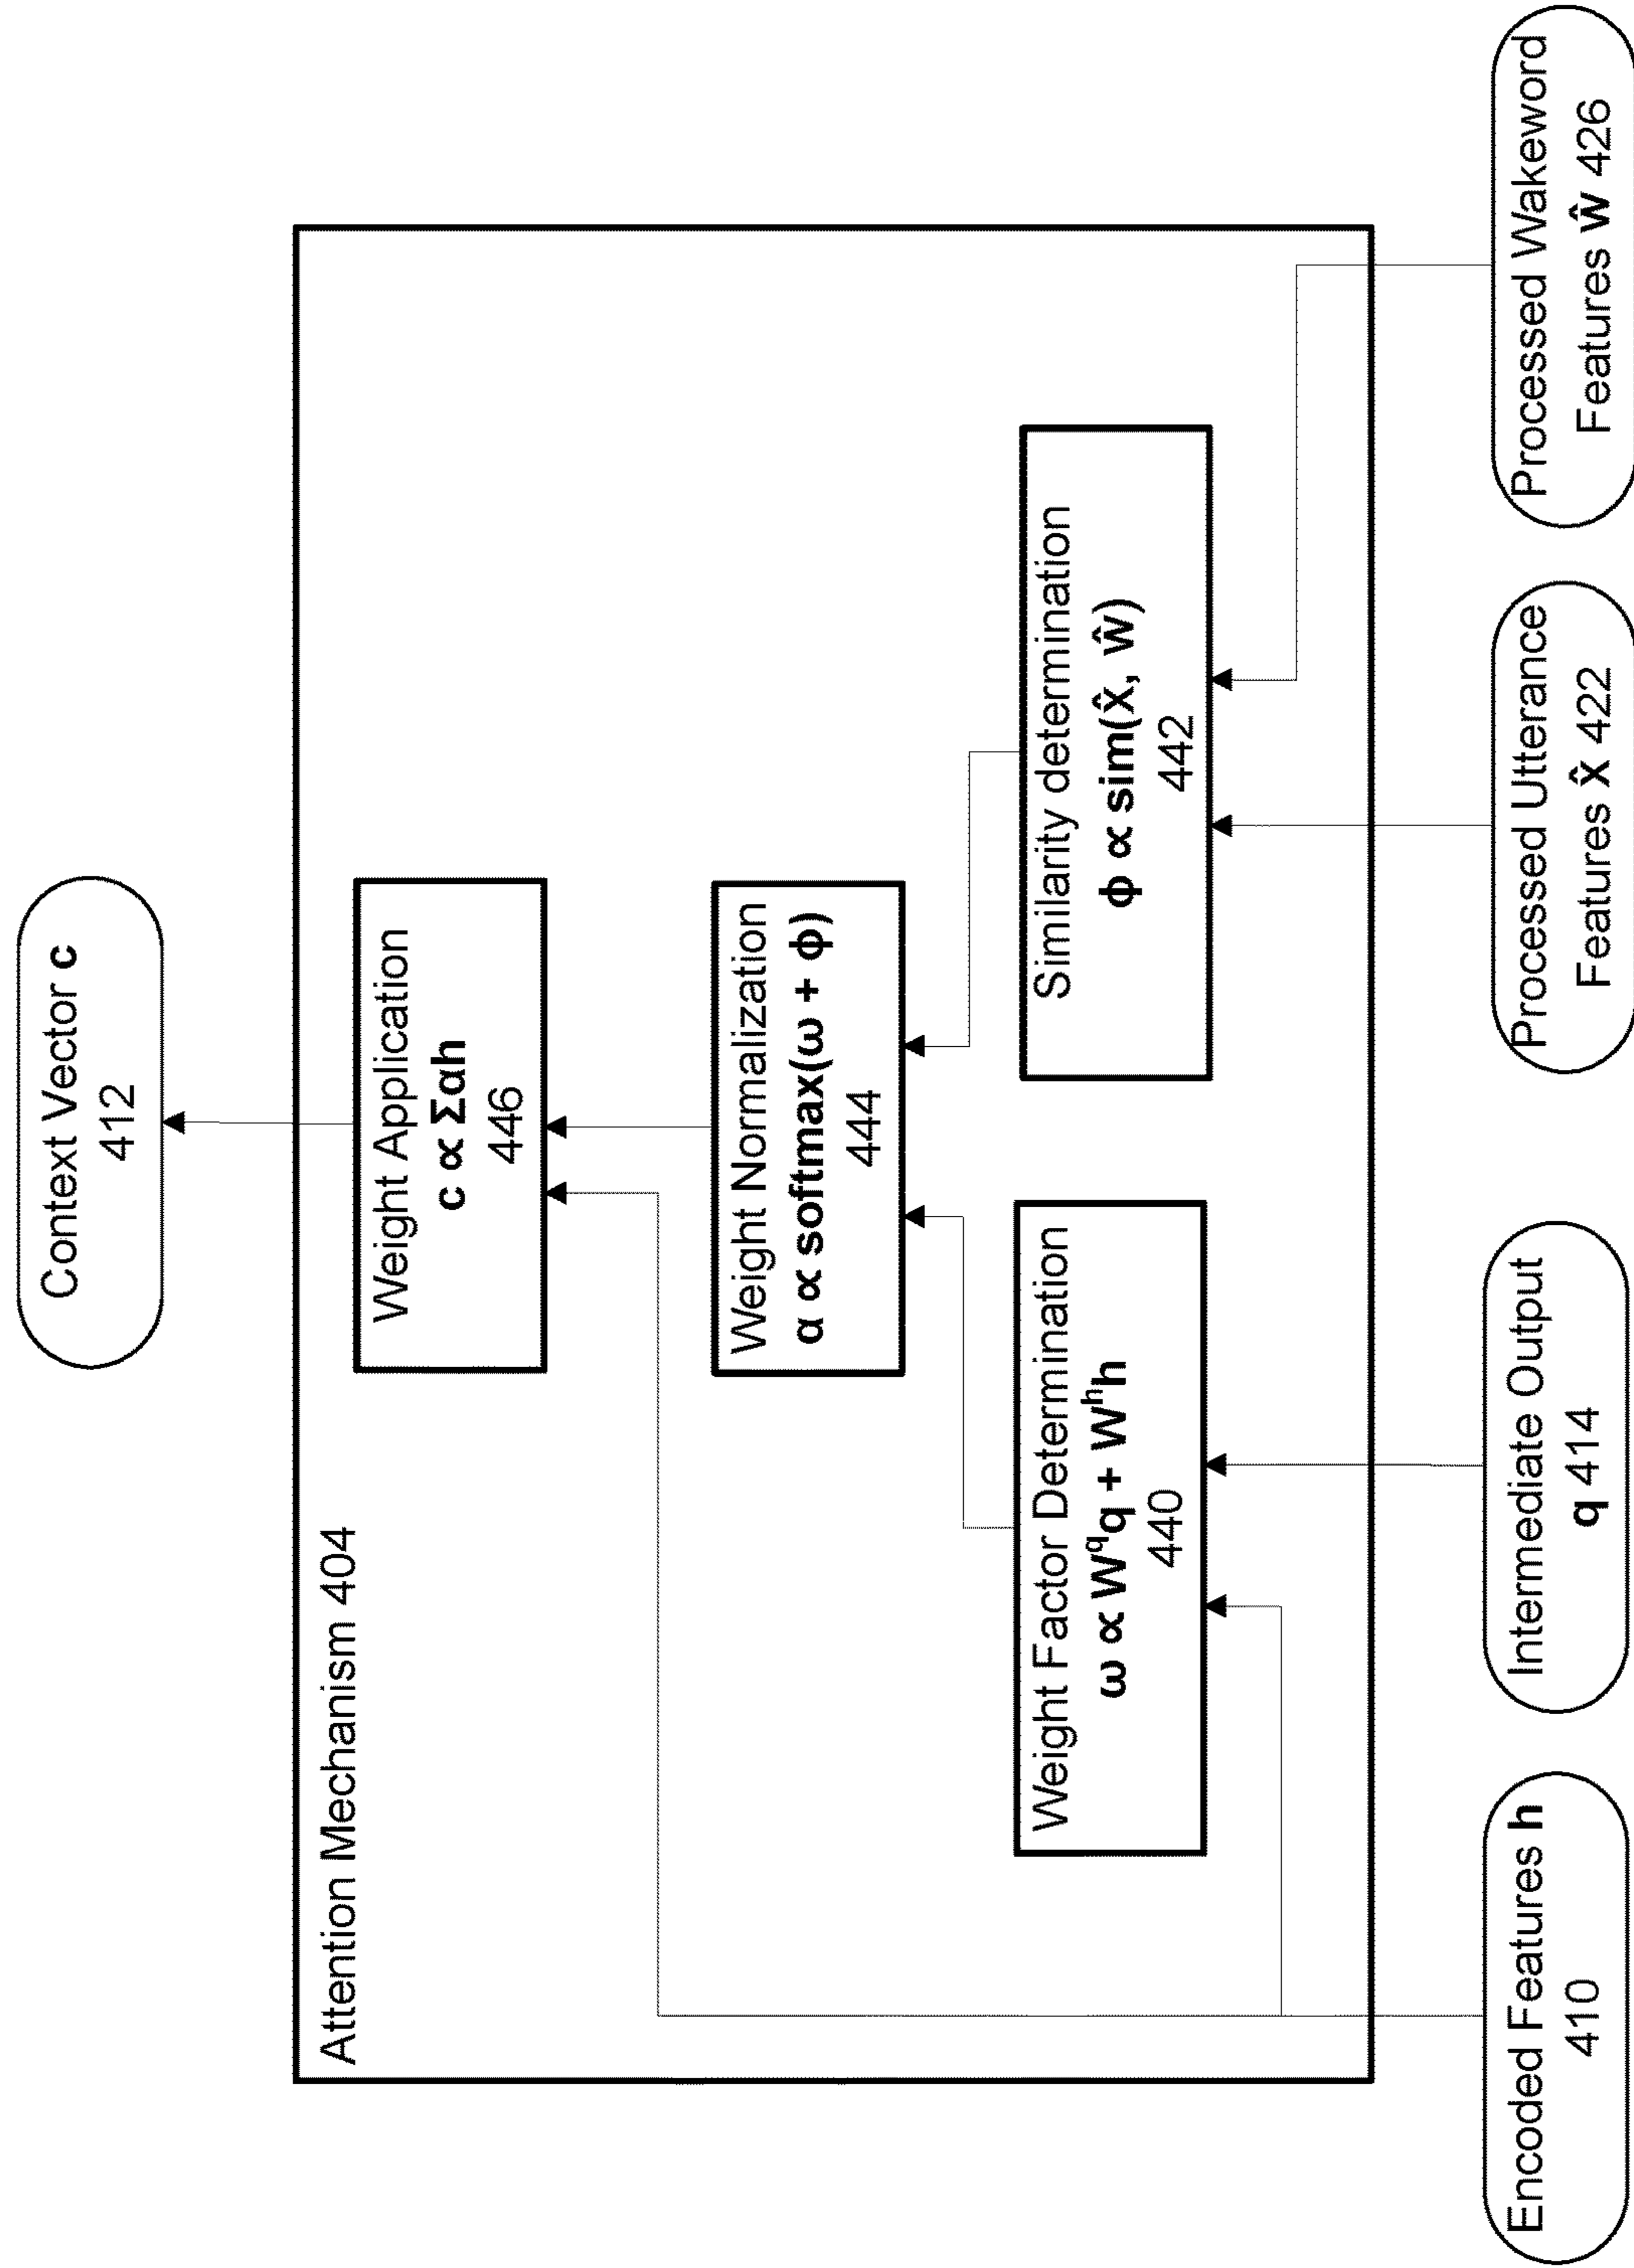 Context Vector c
412
Attention Mechanism 404
Weight Application
c ∝ Σαh
446
Weight Normalization
α ∝ softmax(ω + ϕ)
444
Weight Factor Determination
ω ∝ W^q q + W^h h
440
Similarity determination
ϕ ∝ sim(x̂, ŵ)
442
Encoded Features h
410
Intermediate Output
q 414
Processed Utterance
Features x̂ 422
Processed Wakeword
Features ŵ 426